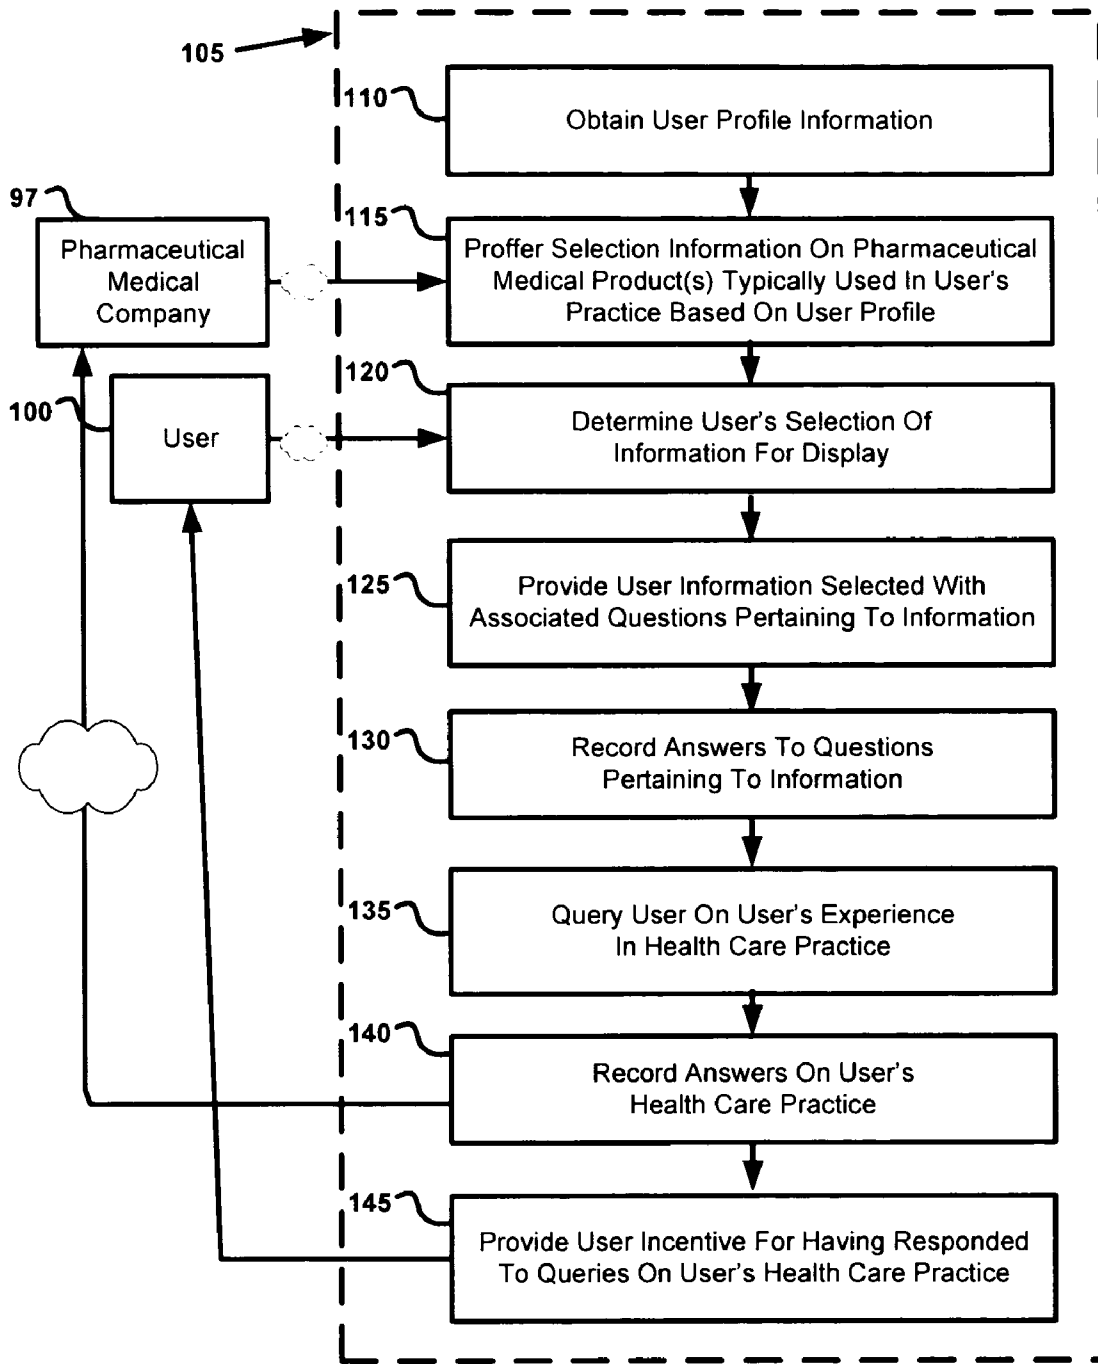 105
110
Obtain User Profile Information
97
Pharmaceutical
Medical
Company
115
Proffer Selection Information On Pharmaceutical
Medical Product(s) Typically Used In User's
Practice Based On User Profile
100
User
120
Determine User's Selection Of
Information For Display
125
Provide User Information Selected With
Associated Questions Pertaining To Information
130
Record Answers To Questions
Pertaining To Information
135
Query User On User's Experience
In Health Care Practice
140
Record Answers On User's
Health Care Practice
145
Provide User Incentive For Having Responded
To Queries On User's Health Care Practice